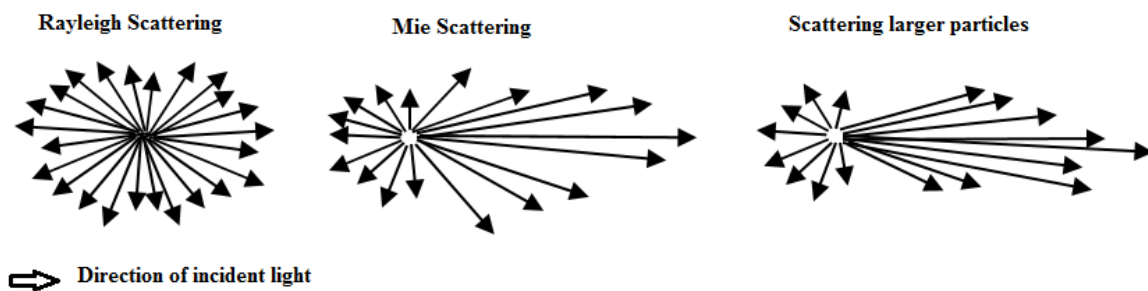 Rayleigh Scattering
Mie Scattering
Scattering larger particles
Direction of incident light